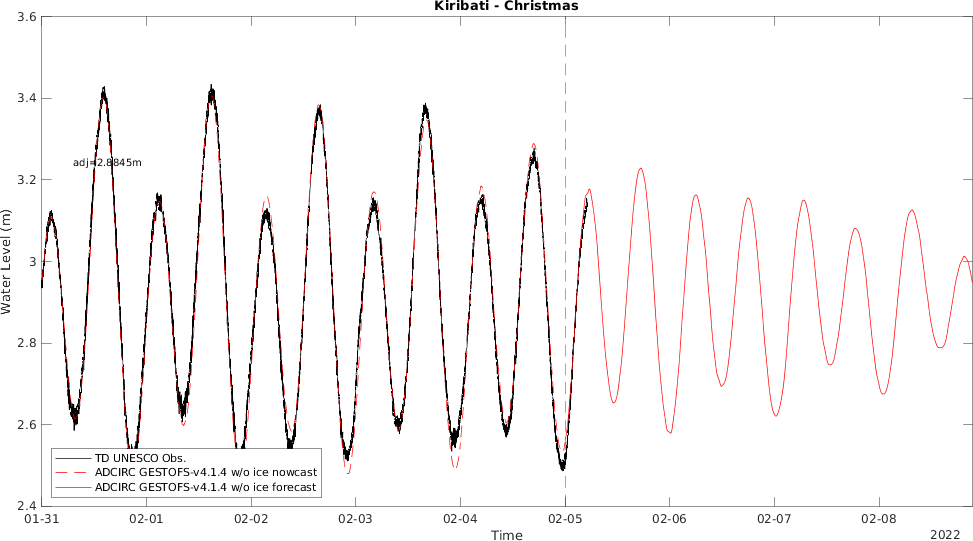 Kiribati - Christmas
3.6
3.4
adj=2.8845m
3.2
Water Level (m)
3
2.8
2.6
TD UNESCO Obs.
ADCIRC GESTOFS-v4.1.4 w/o ice nowcast
ADCIRC GESTOFS-v4.1.4 w/o ice forecast
2.4
01-31 02-01 02-02 02-03 02-04 02-05 02-06 02-07 02-08
Time
2022